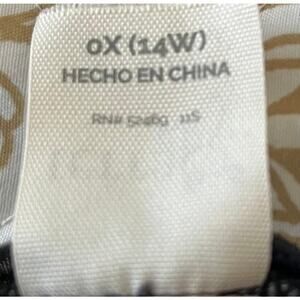 0X (14W)
HECHO EN CHINA
RN# 52469 11S